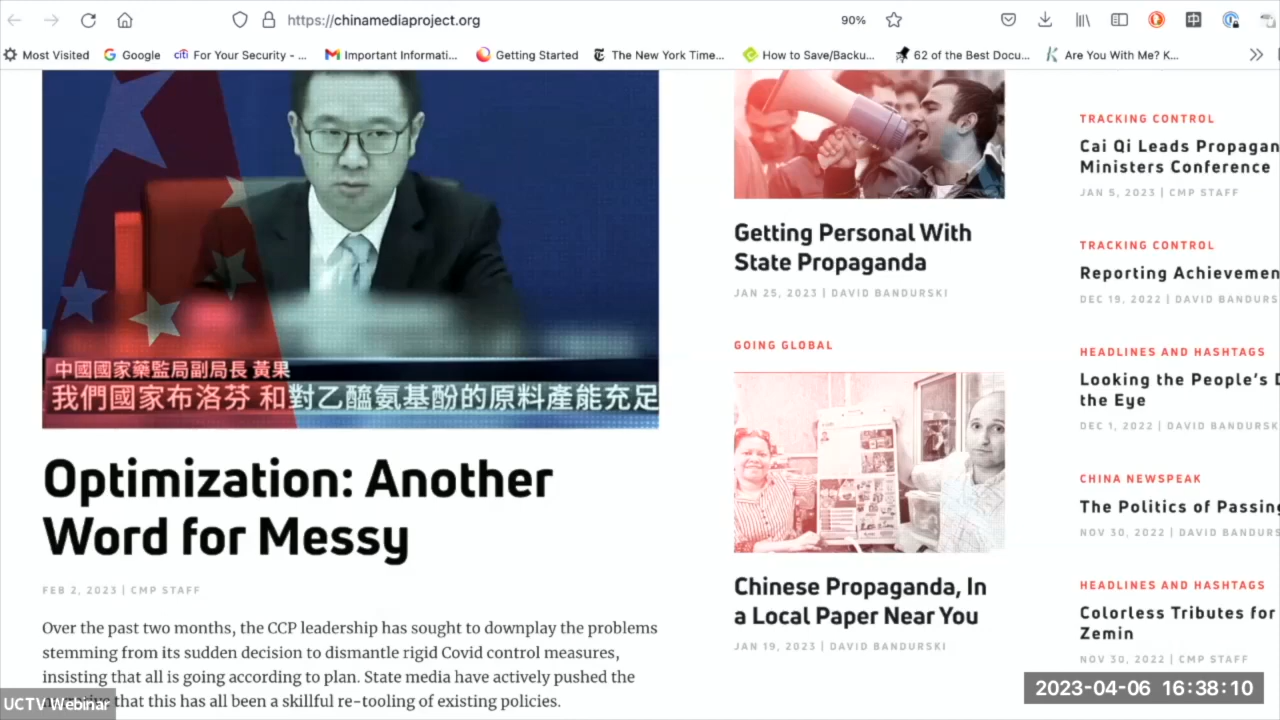 https://chinamediaproject.org
90%
Most Visited
Google
citi
For Your Security - ...
Important Informati...
Getting Started
The New York Time...
How to Save/Backu...
62 of the Best Docu...
Are You With Me? K...
中國國家藥監局副局長 黃果
我們國家布洛芬 和對乙醯氨基酚的原料產能充足
Optimization: Another
Word for Messy
FEB 2, 2023 | CMP STAFF
Over the past two months, the CCP leadership has sought to downplay the problems
stemming from its sudden decision to dismantle rigid Covid control measures,
insisting that all is going according to plan. State media have actively pushed the
that this has all been a skillful re-tooling of existing policies.
Getting Personal With
State Propaganda
JAN 25, 2023 | DAVID BANDURSKI
GOING GLOBAL
Chinese Propaganda, In
a Local Paper Near You
JAN 19, 2023 | DAVID BANDURSKI
TRACKING CONTROL
Cai Qi Leads Propagan
Ministers Conference
JAN 5, 2023 | CMP STAFF
TRACKING CONTROL
Reporting Achievemen
DEC 19, 2022 | DAVID BANDURS
HEADLINES AND HASHTAGS
Looking the People's D
the Eye
DEC 1, 2022 | DAVID BANDURSK
CHINA NEWSPEAK
The Politics of Passing
NOV 30, 2022 | DAVID BANDURS
HEADLINES AND HASHTAGS
Colorless Tributes for
Zemin
NOV 30, 2022 | CMP STAFF
UCTV Webinar
2023-04-06 16:38:10